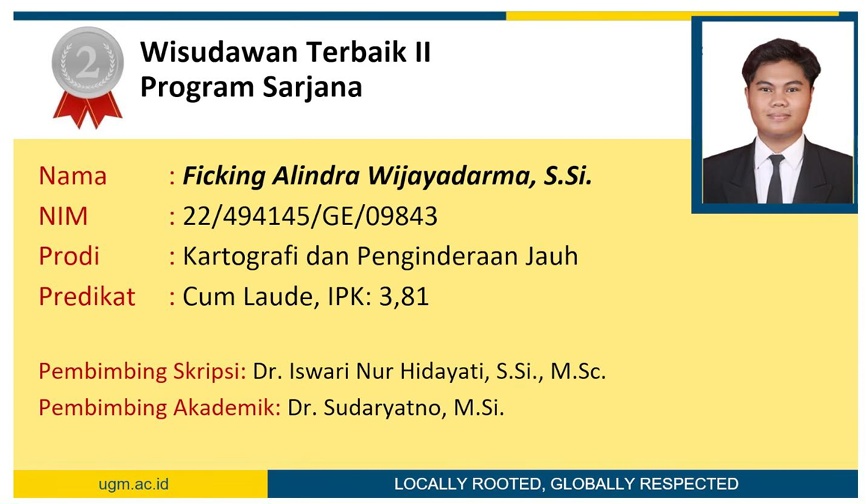 2
Wisudawan Terbaik II
Program Sarjana
Nama : Ficking Alindra Wijayadarma, S.Si.
NIM : 22/494145/GE/09843
Prodi : Kartografi dan Penginderaan Jauh
Predikat : Cum Laude, IPK: 3,81
Pembimbing Skripsi: Dr. Iswari Nur Hidayati, S.Si., M.Sc.
Pembimbing Akademik: Dr. Sudaryatno, M.Si.
ugm.ac.id LOCALLY ROOTED, GLOBALLY RESPECTED